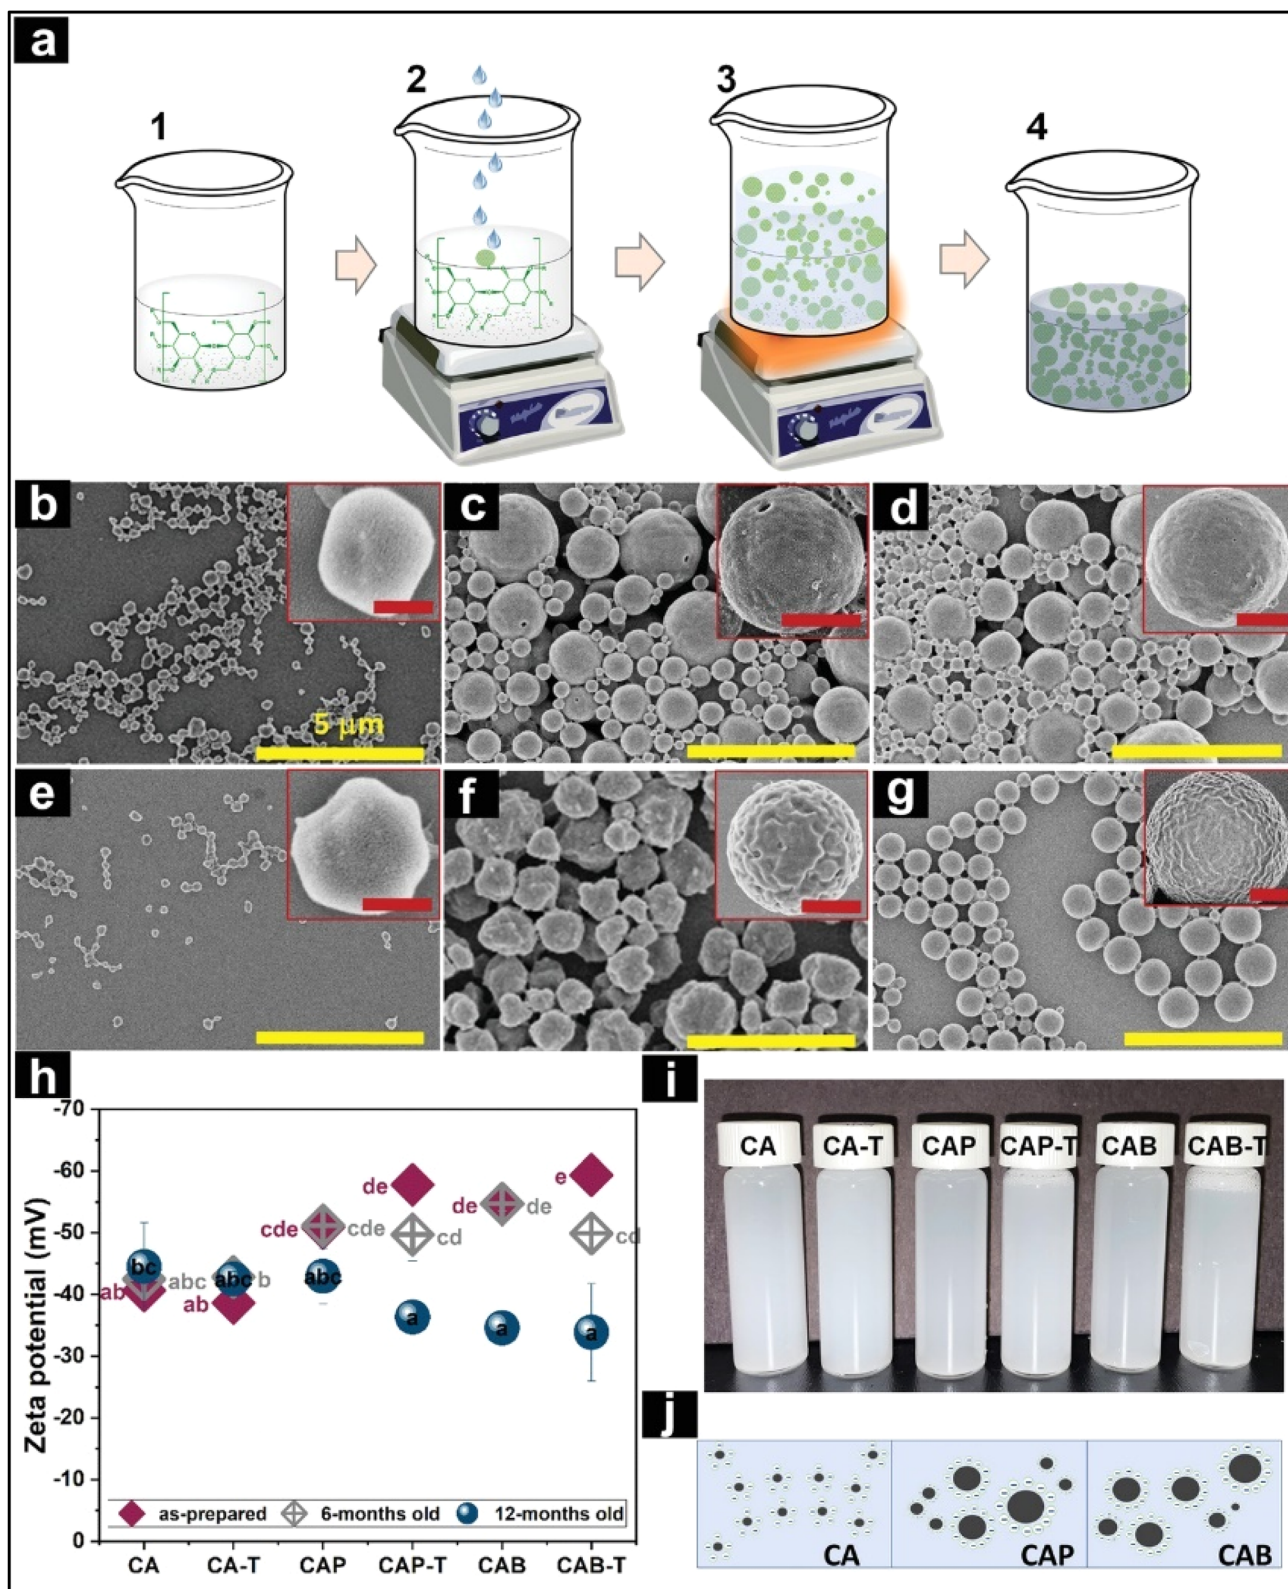 a
1
2
3
4
b
c
d
5 μm
e
f
g
h
Zeta potential (mV)
-70
-60
-50
-40
-30
-20
-10
0
bc
ab
abc
abc
b
ab
cde
cde
abc
de
cd
a
de
de
a
e
cd
a
as-prepared
6-months old
12-months old
CA
CA-T
CAP
CAP-T
CAB
CAB-T
i
CA
CA-T
CAP
CAP-T
CAB
CAB-T
j
CA
CAP
CAB